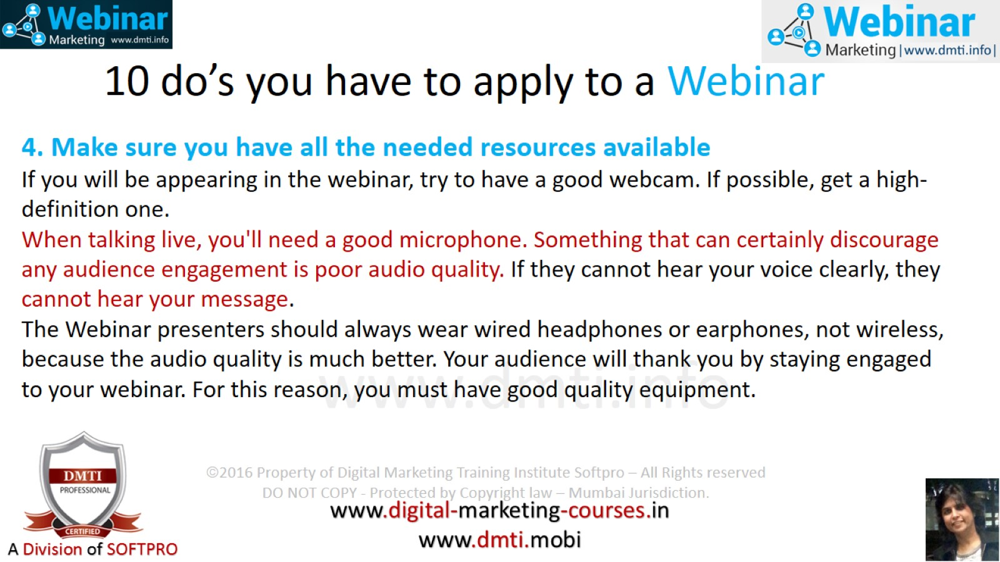 Webinar
Marketing www.dmti.info
Webinar
Marketing|www.dmti.info|
10 do’s you have to apply to a Webinar
4. Make sure you have all the needed resources available
If you will be appearing in the webinar, try to have a good webcam. If possible, get a high-
definition one.
When talking live, you'll need a good microphone. Something that can certainly discourage
any audience engagement is poor audio quality. If they cannot hear your voice clearly, they
cannot hear your message.
The Webinar presenters should always wear wired headphones or earphones, not wireless,
because the audio quality is much better. Your audience will thank you by staying engaged
to your webinar. For this reason, you must have good quality equipment.
www.dmti.info
DMTI
PROFESSIONAL
CERTIFIED
A Division of SOFTPRO
©2016 Property of Digital Marketing Training Institute Softpro – All Rights reserved
DO NOT COPY - Protected by Copyright law – Mumbai Jurisdiction.
www.digital-marketing-courses.in
www.dmti.mobi